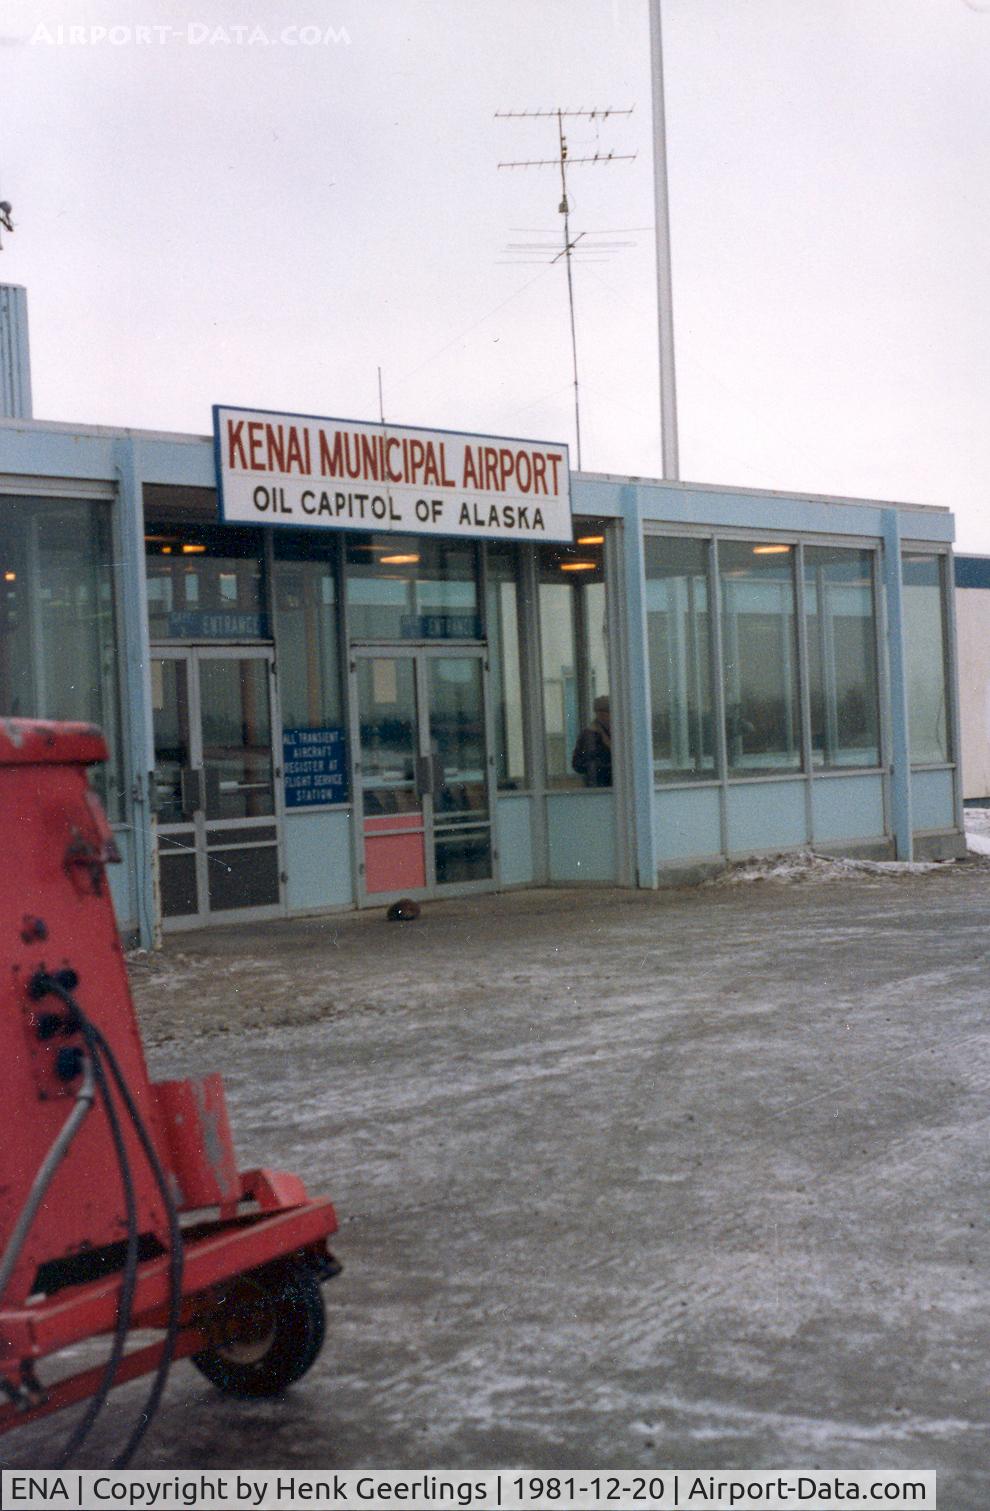 AIRPORT-DATA.COM
KENAI MUNICIPAL AIRPORT
OIL CAPITOL OF ALASKA
ENTRANCE
ENTRANCE
ALL TRANSIENT
AIRCRAFT
REGISTER AT
FLIGHT SERVICE
STATION
ENA | Copyright by Henk Geerlings | 1981-12-20 | Airport-Data.com